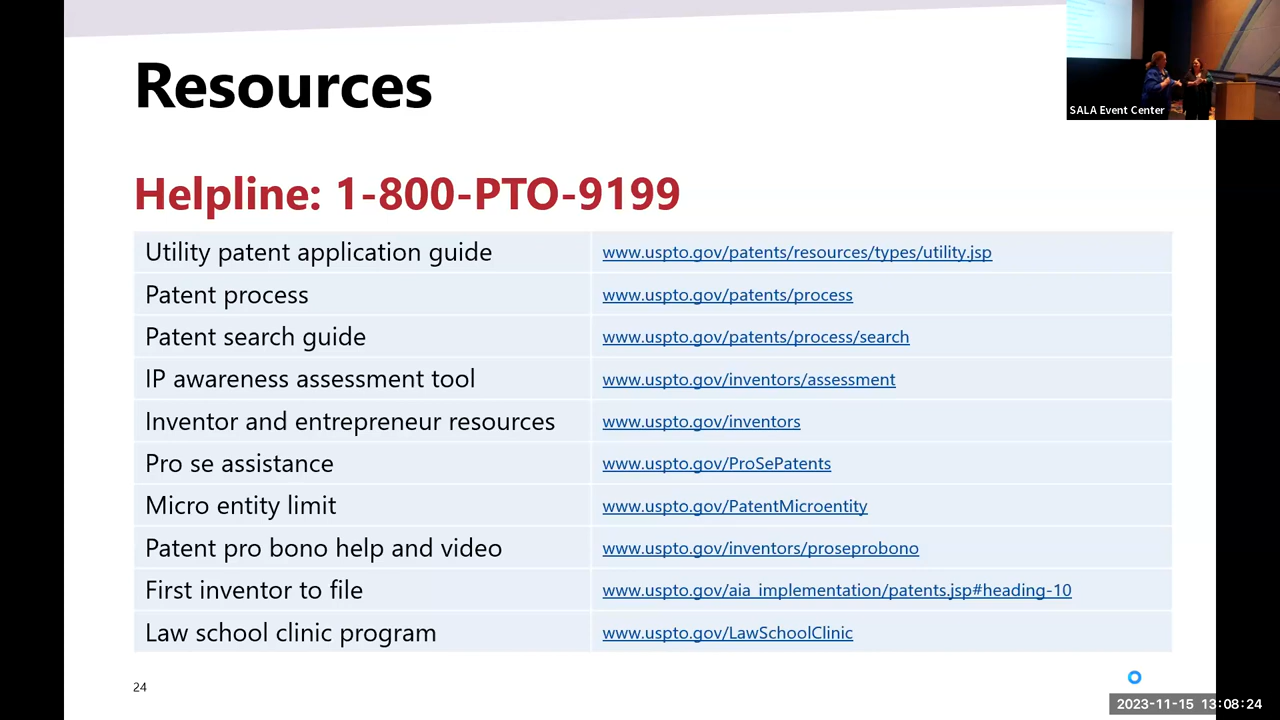 Resources
SALA Event Center
Helpline: 1-800-PTO-9199
Utility patent application guide www.uspto.gov/patents/resources/types/utility.jsp
Patent process www.uspto.gov/patents/process
Patent search guide www.uspto.gov/patents/process/search
IP awareness assessment tool www.uspto.gov/inventors/assessment
Inventor and entrepreneur resources www.uspto.gov/inventors
Pro se assistance www.uspto.gov/ProSePatents
Micro entity limit www.uspto.gov/PatentMicroentity
Patent pro bono help and video www.uspto.gov/inventors/proseprobono
First inventor to file www.uspto.gov/aia_implementation/patents.jsp#heading-10
Law school clinic program www.uspto.gov/LawSchoolClinic
24
2023-11-15 13:08:24